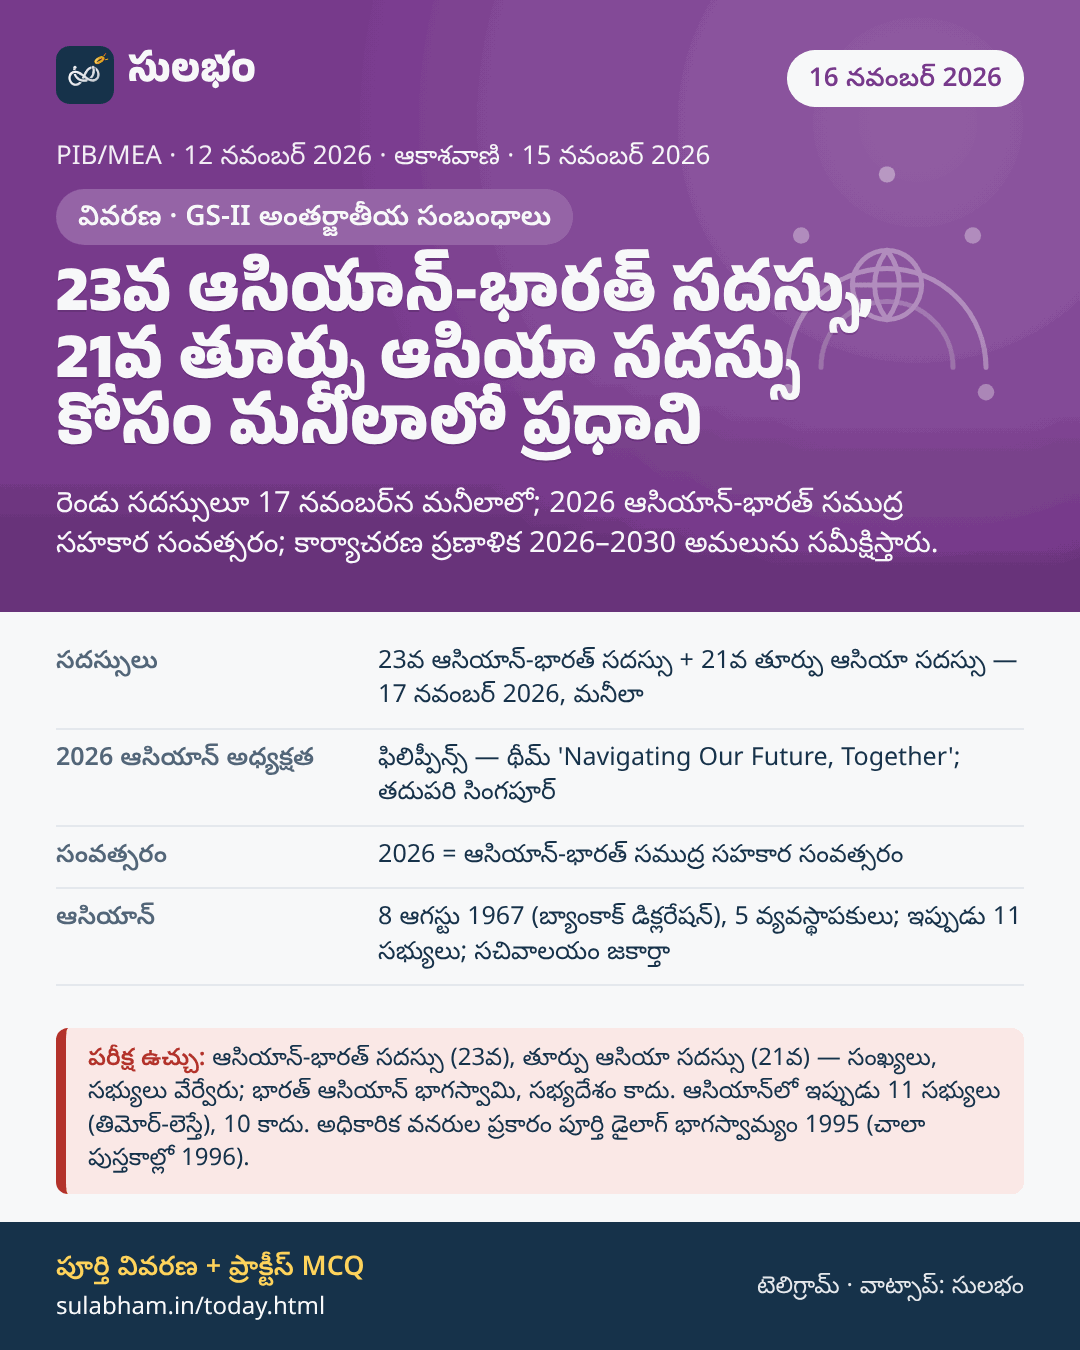 సులభం
16 నవంబర్ 2026
PIB/MEA · 12 నవంబర్ 2026 · ఆకాశవాణి · 15 నవంబర్ 2026
వివరణ · GS-II అంతర్జాతీయ సంబంధాలు
23వ ఆసియాన్-భారత్ సదస్సు,
21వ తూర్పు ఆసియా సదస్సు
కోసం మనీలాలో ప్రధాని
రెండు సదస్సులూ 17 నవంబర్‌న మనీలాలో; 2026 ఆసియాన్-భారత్ సముద్ర
సహకార సంవత్సరం; కార్యాచరణ ప్రణాళిక 2026–2030 అమలును సమీక్షిస్తారు.
సదస్సులు
23వ ఆసియాన్-భారత్ సదస్సు + 21వ తూర్పు ఆసియా సదస్సు —
17 నవంబర్ 2026, మనీలా
2026 ఆసియాన్ అధ్యక్షత
ఫిలిప్పీన్స్ — థీమ్ 'Navigating Our Future, Together';
తదుపరి సింగపూర్
సంవత్సరం
2026 = ఆసియాన్-భారత్ సముద్ర సహకార సంవత్సరం
ఆసియాన్
8 ఆగస్టు 1967 (బ్యాంకాక్ డిక్లరేషన్), 5 వ్యవస్థాపకులు; ఇప్పుడు 11
సభ్యులు; సచివాలయం జకార్తా
పరీక్ష ఉచ్చు: ఆసియాన్-భారత్ సదస్సు (23వ), తూర్పు ఆసియా సదస్సు (21వ) — సంఖ్యలు,
సభ్యులు వేర్వేరు; భారత్ ఆసియాన్ భాగస్వామి, సభ్యదేశం కాదు. ఆసియాన్‌లో ఇప్పుడు 11 సభ్యులు
(తిమోర్-లెస్తే), 10 కాదు. అధికారిక వనరుల ప్రకారం పూర్తి డైలాగ్ భాగస్వామ్యం 1995 (చాలా
పుస్తకాల్లో 1996).
పూర్తి వివరణ + ప్రాక్టీస్ MCQ
sulabham.in/today.html
టెలిగ్రామ్ · వాట్సాప్: సులభం